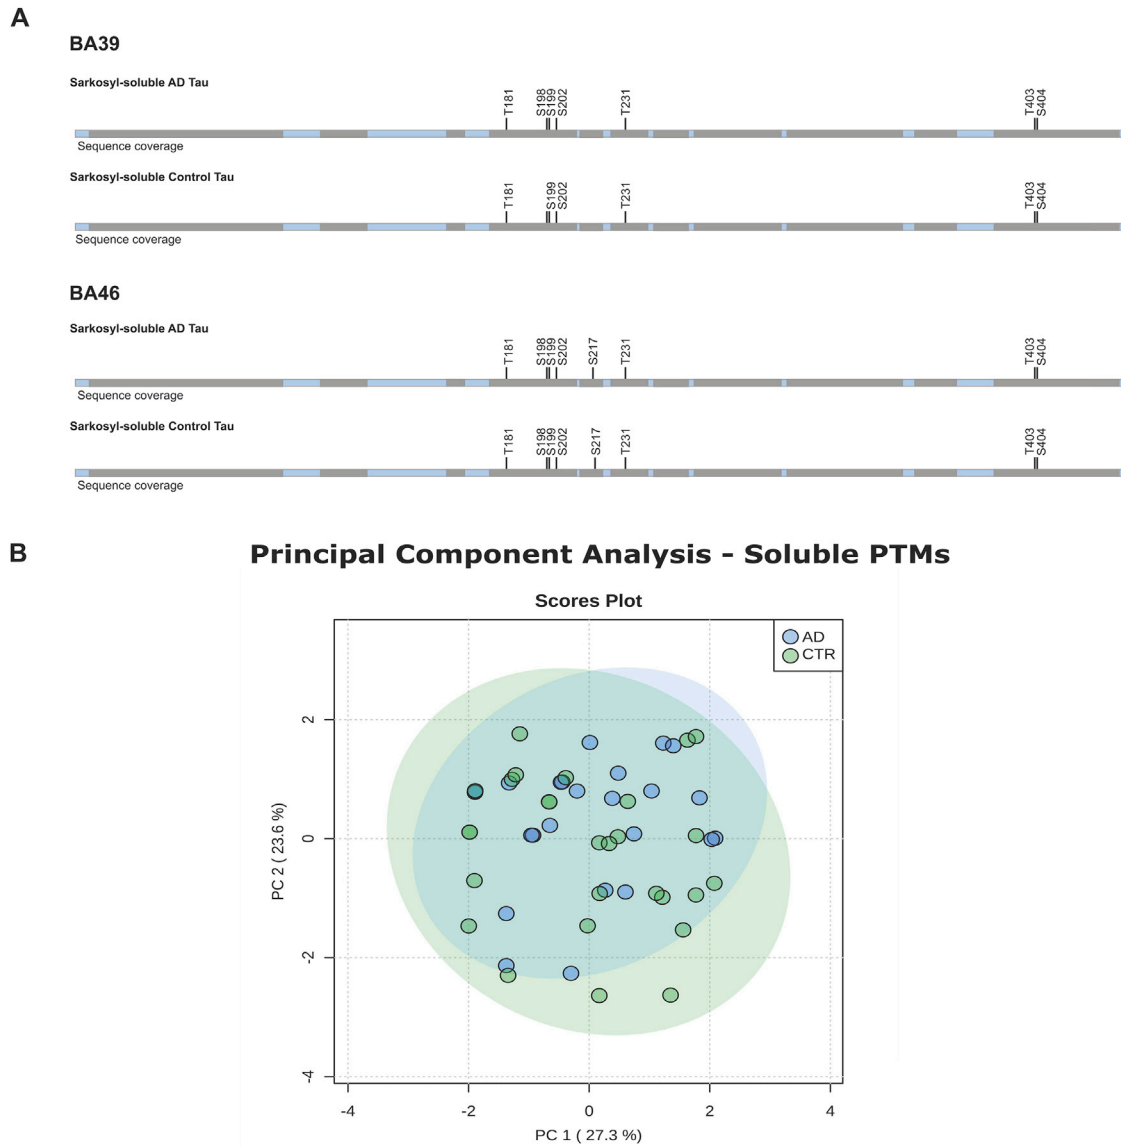 A
BA39
Sarkosyl-soluble AD Tau
T181 S198 S199 S202 T231 T403 S404
Sequence coverage
Sarkosyl-soluble Control Tau
T181 S199 S202 T231 T403 S404
Sequence coverage
BA46
Sarkosyl-soluble AD Tau
T181 S198 S199 S202 S217 T231 T403 S404
Sequence coverage
Sarkosyl-soluble Control Tau
T181 S198 S199 S202 S217 T231 T403 S404
Sequence coverage
B
Principal Component Analysis - Soluble PTMs
Scores Plot
AD
CTR
2
0
-2
-4
PC 2 ( 23.6 %)
-4 -2 0 2 4
PC 1 ( 27.3 %)